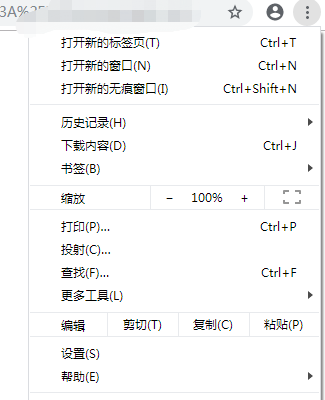 3A%25
打开新的标签页(T) Ctrl+T
打开新的窗口(N) Ctrl+N
打开新的无痕窗口(I) Ctrl+Shift+N
历史记录(H)
下载内容(D) Ctrl+J
书签(B)
缩放 − 100% +
打印(P)... Ctrl+P
投射(C)...
查找(F)... Ctrl+F
更多工具(L)
编辑 剪切(T) 复制(C) 粘贴(P)
设置(S)
帮助(E)